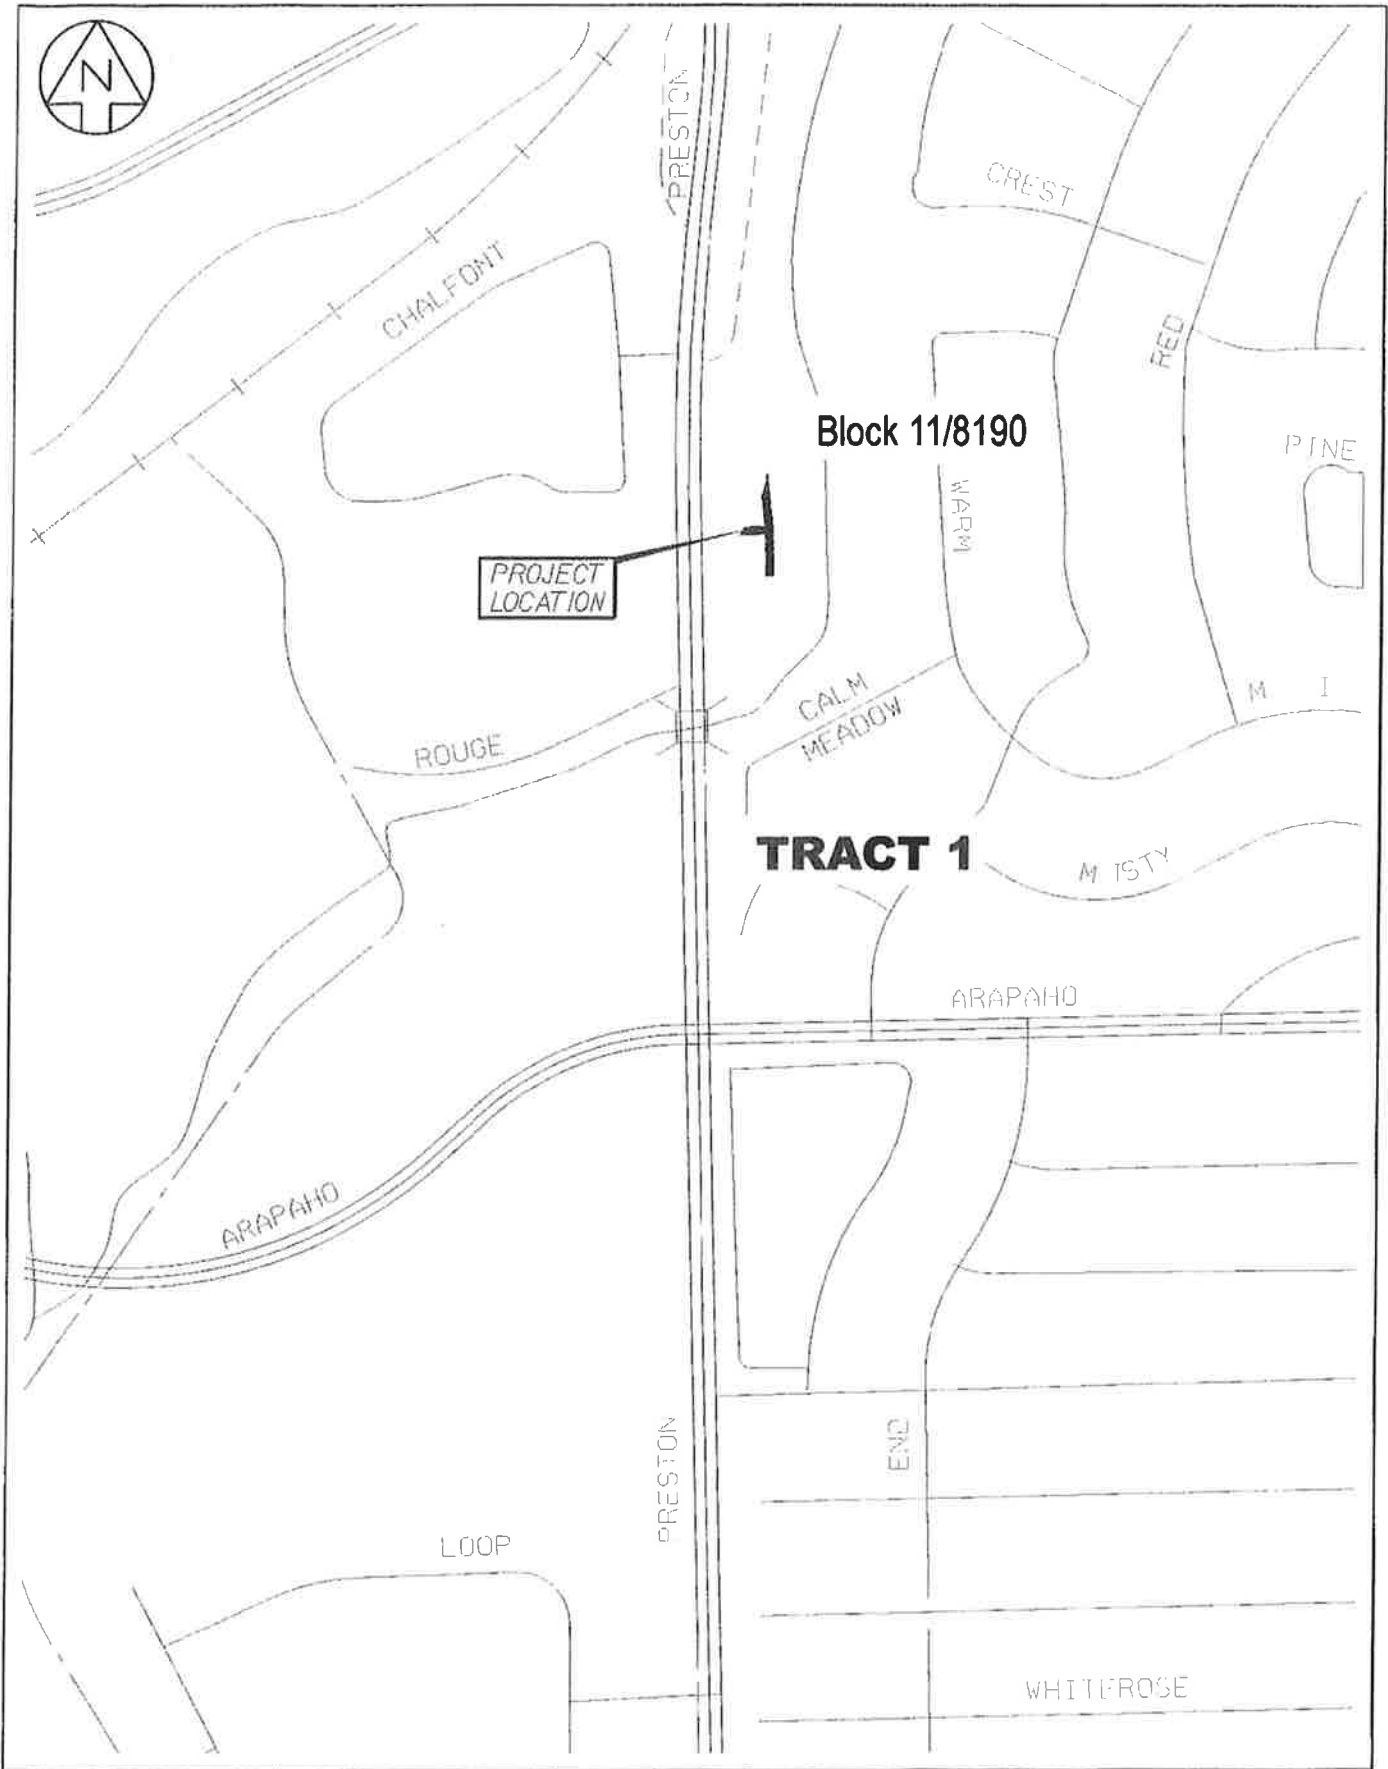 N
PRESTON
CREST
CHALFONT
RED
Block 11/8190
PINE
WARM
PROJECT
LOCATION
CALM
MEADOW
M I
ROUGE
TRACT 1
MISTY
ARAPAHO
ARAPAHO
PRESTON
END
LOOP
WHITEROSE